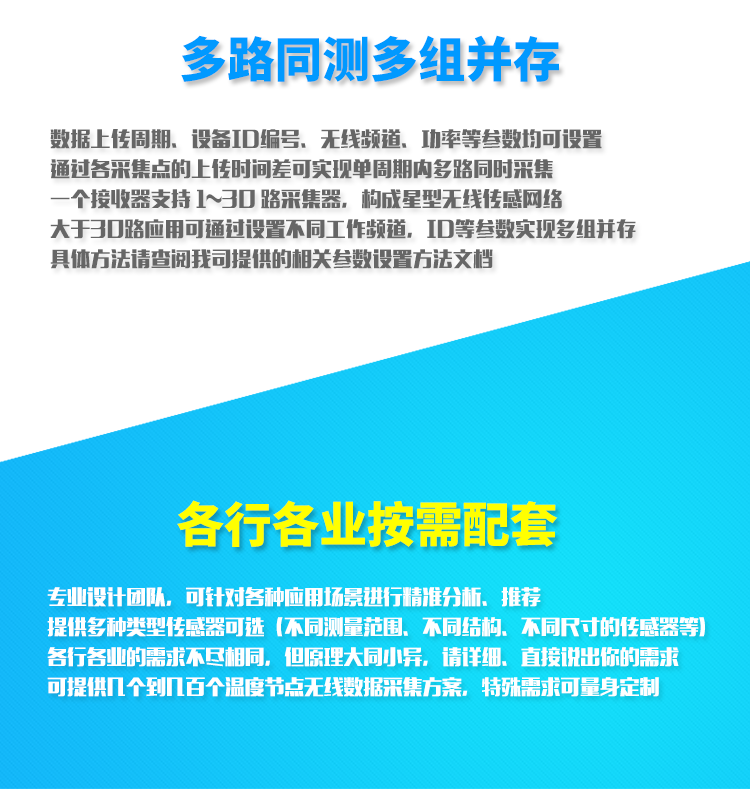 多路同测多组并存
数据上传周期、设备ID编号、无线频道、功率等参数均可设置
通过各采集点的上传时间差可实现单周期内多路同时采集
一个接收器支持 1~30 路采集器，构成星型无线传感网络
大于30路应用可通过设置不同工作频道，ID等参数实现多组并存
具体方法请查阅我司提供的相关参数设置方法文档
各行各业按需配套
专业设计团队，可针对各种应用场景进行精准分析、推荐
提供多种类型传感器可选（不同测量范围、不同结构、不同尺寸的传感器等）
各行各业的需求不尽相同，但原理大同小异，请详细、直接说出你的需求
可提供几个到几百个温度节点无线数据采集方案，特殊需求可量身定制